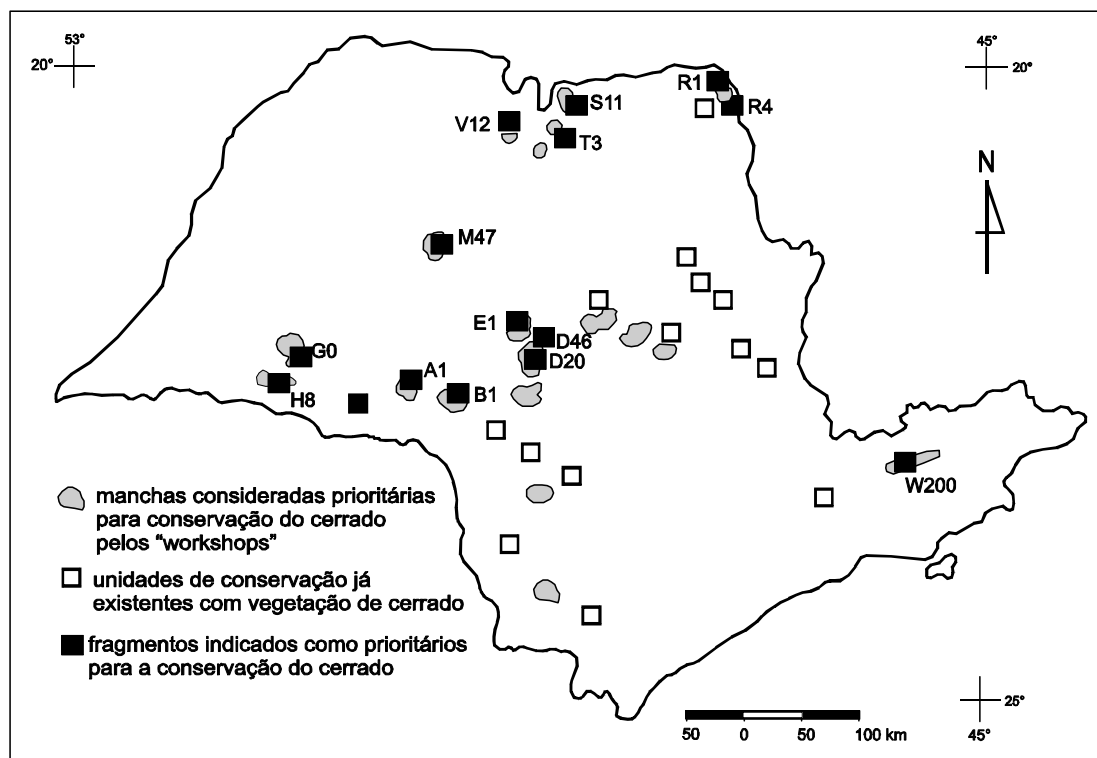 53°
45°
20°
20°
R1
S11
R4
V12
T3
N
M47
E1
D46
G0
D20
A1
B1
H8
W200
manchas consideradas prioritárias
para conservação do cerrado
pelos “workshops”
unidades de conservação já
existentes com vegetação de cerrado
fragmentos indicados como prioritários
para a conservação do cerrado
25°
45°
50 0 50 100 km